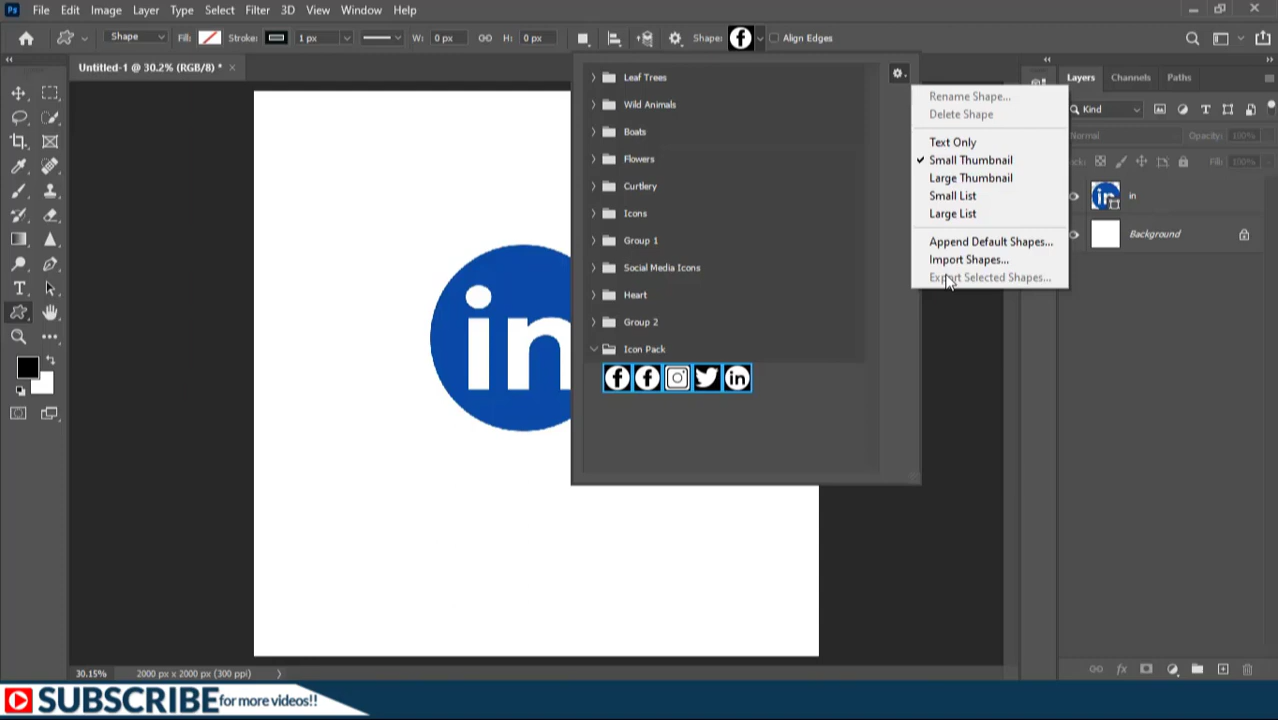 Ps File Edit Image Layer Type Select Filter 3D View Window Help
Shape Fill: Stroke: 1 px W: 0 px H: 0 px Shape: Align Edges
Untitled-1 @ 30.2% (RGB/8) * ×
Leaf Trees
Wild Animals
Boats
Flowers
Curtlery
Icons
Group 1
Social Media Icons
Heart
Group 2
Icon Pack
Rename Shape...
Delete Shape
Text Only
Small Thumbnail
Large Thumbnail
Small List
Large List
Append Default Shapes...
Import Shapes...
Export Selected Shapes...
Layers Channels Paths
Kind
Normal Opacity: 100%
Fill: 100%
in
Background
in
30.15% 2000 px x 2000 px (300 ppi)
SUBSCRIBE for more videos!!